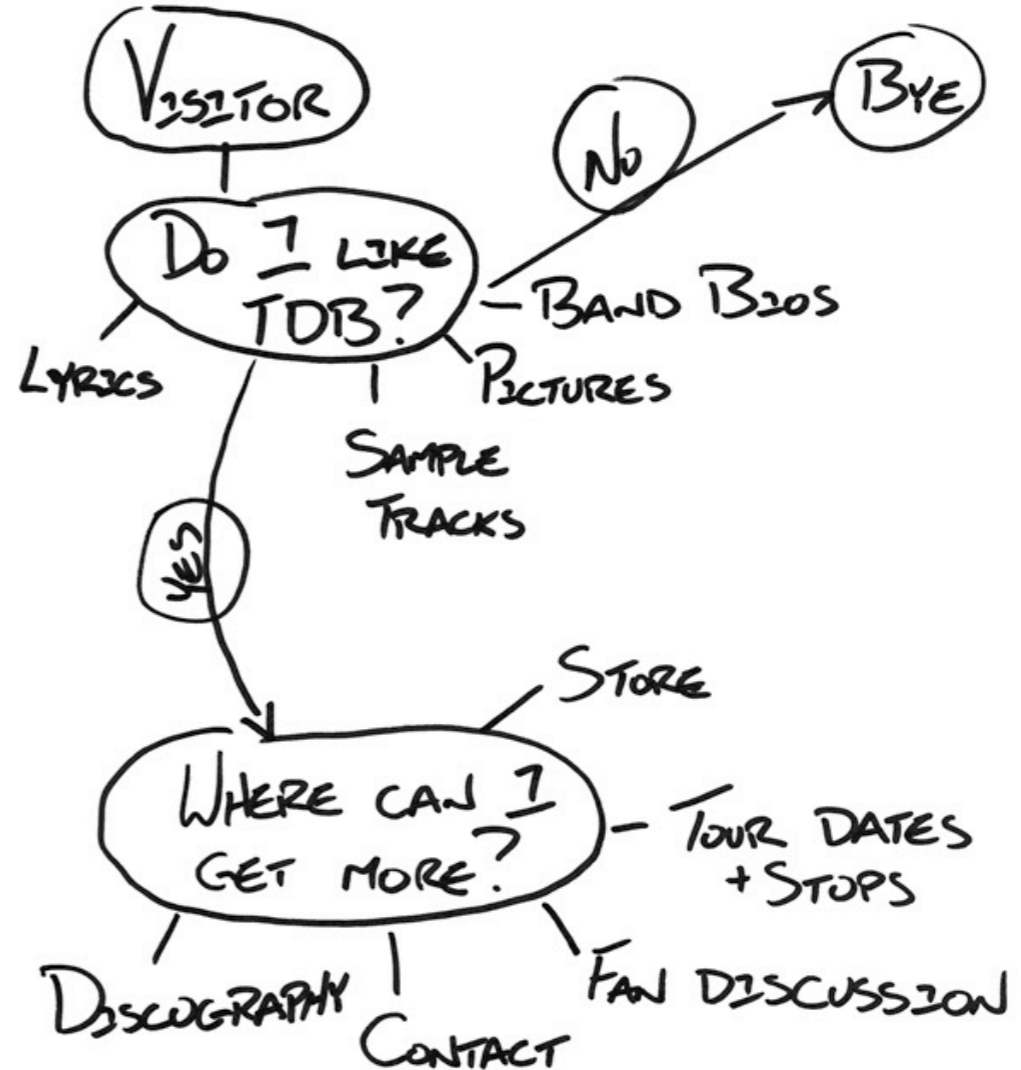 VISITOR
BYE
NO
DO I LIKE
TDB?
BAND BIOS
LYRICS
PICTURES
SAMPLE
TRACKS
YES
STORE
WHERE CAN I
GET MORE?
TOUR DATES
+ STOPS
DISCOGRAPHY
FAN DISCUSSION
CONTACT